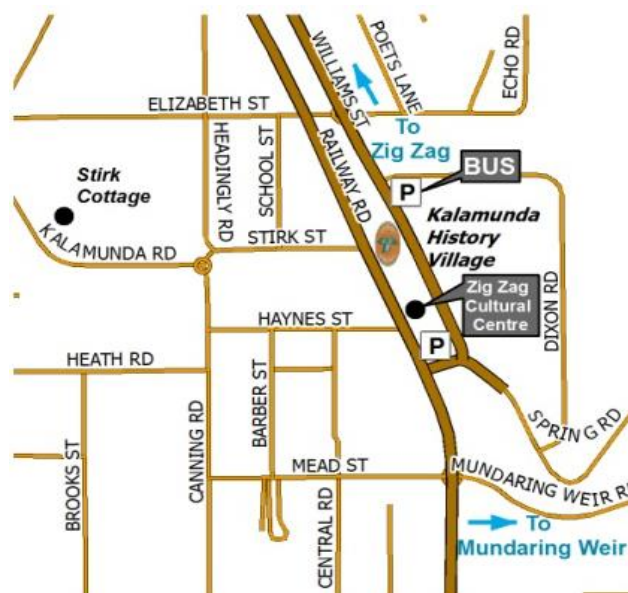 POETS LANE
ECHO RD
WILLIAMS ST
ELIZABETH ST
To
Zig Zag
HEADINGLY RD
SCHOOL ST
RAILWAY RD
BUS
P
Stirk
Cottage
Kalamunda
History
Village
KALAMUNDA RD
STIRK ST
Zig Zag
Cultural
Centre
DIXON RD
HAYNES ST
P
HEATH RD
BARBER ST
CANNING RD
BROOKS ST
SPRING RD
MEAD ST
MUNDARING WEIR RD
CENTRAL RD
To
Mundaring Weir